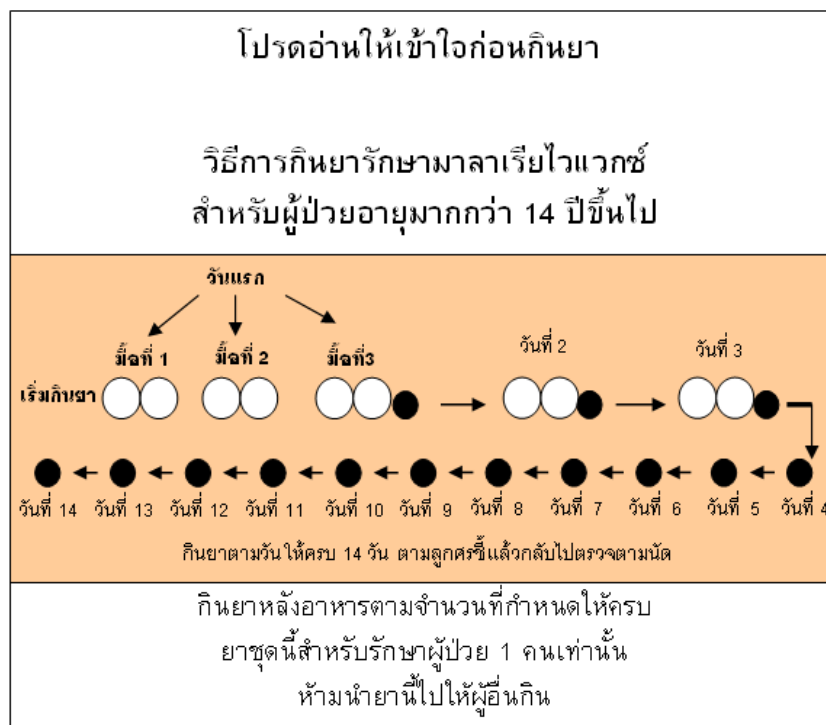 โปรดอ่านให้เข้าใจก่อนกินยา
วิธีการกินยารักษามาลาเรียไวแวกซ์
สำหรับผู้ป่วยอายุมากกว่า 14 ปีขึ้นไป
วันแรก
มื้อที่ 1 มื้อที่ 2 มื้อที่3 วันที่ 2 วันที่ 3
เริ่มกินยา
วันที่ 14 วันที่ 13 วันที่ 12 วันที่ 11 วันที่ 10 วันที่ 9 วันที่ 8 วันที่ 7 วันที่ 6 วันที่ 5 วันที่ 4
กินยาตามวันให้ครบ 14 วัน ตามลูกศรชี้แล้วกลับไปตรวจตามนัด
กินยาหลังอาหารตามจำนวนที่กำหนดให้ครบ
ยาชุดนี้สำหรับรักษาผู้ป่วย 1 คนเท่านั้น
ห้ามนำยานี้ไปให้ผู้อื่นกิน